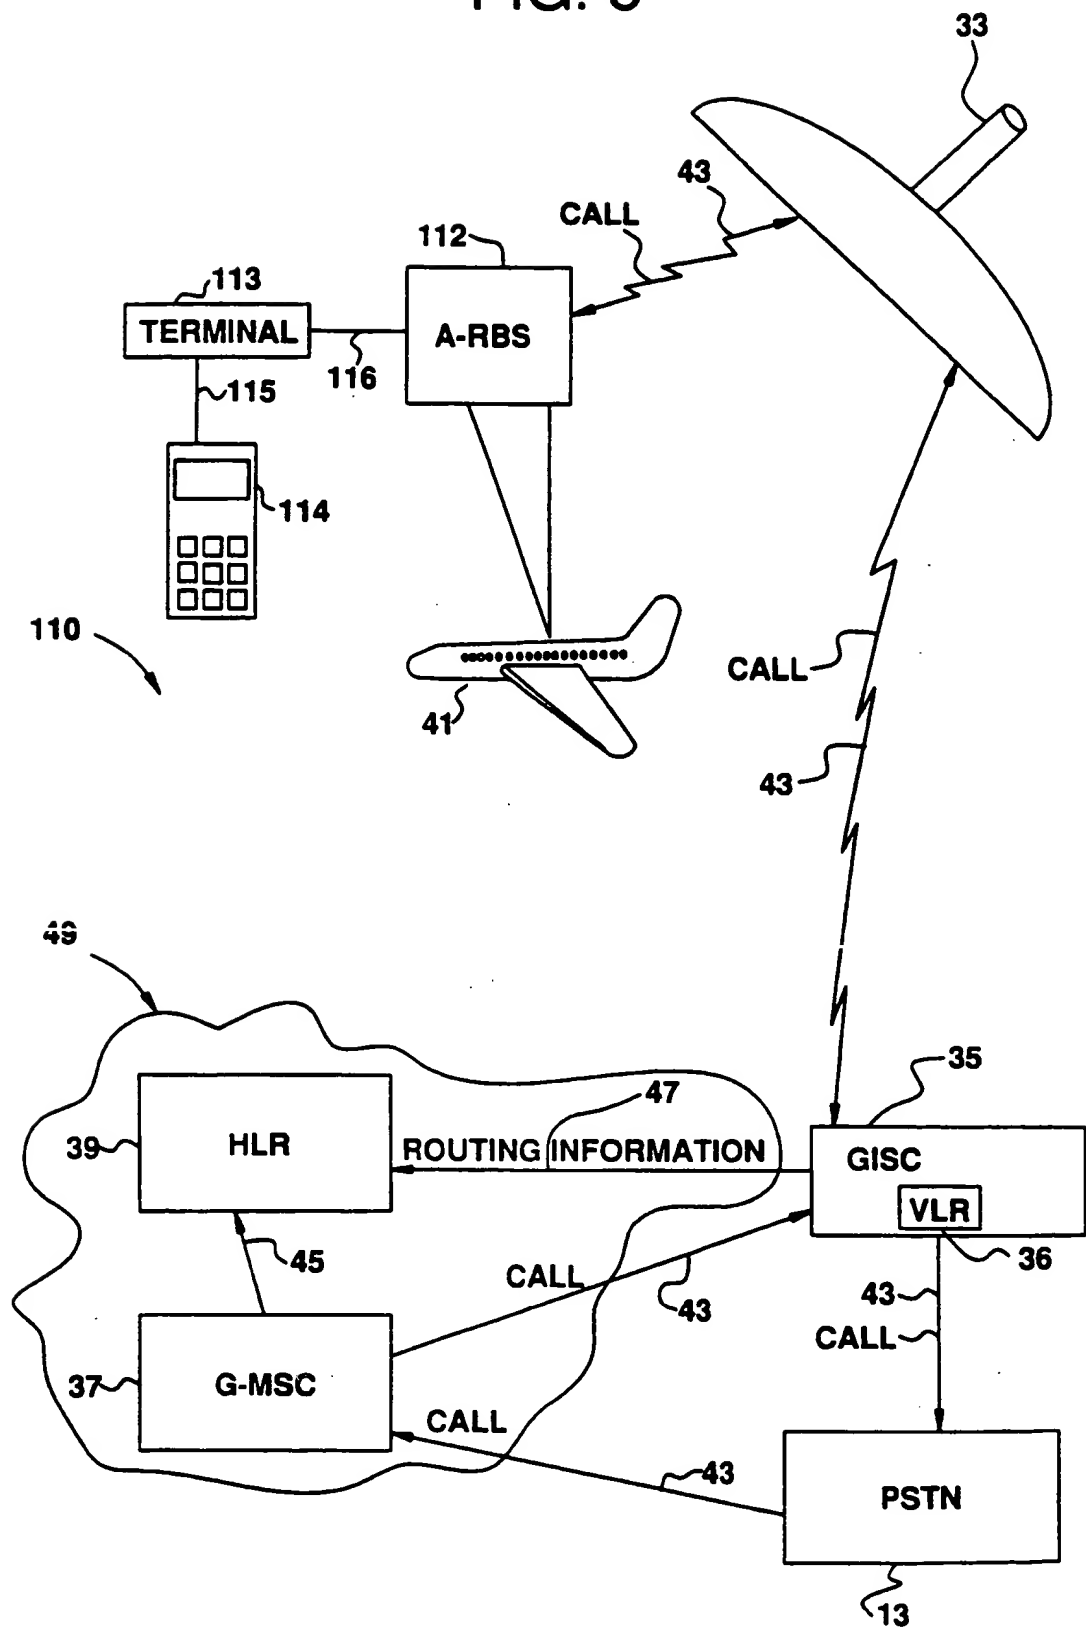 33
43
CALL
112
113
TERMINAL
A-RBS
116
115
114
110
CALL
41
43
49
35
47
39
HLR
ROUTING INFORMATION
GISC
VLR
45
36
CALL
43
43
CALL
37
G-MSC
CALL
43
PSTN
13